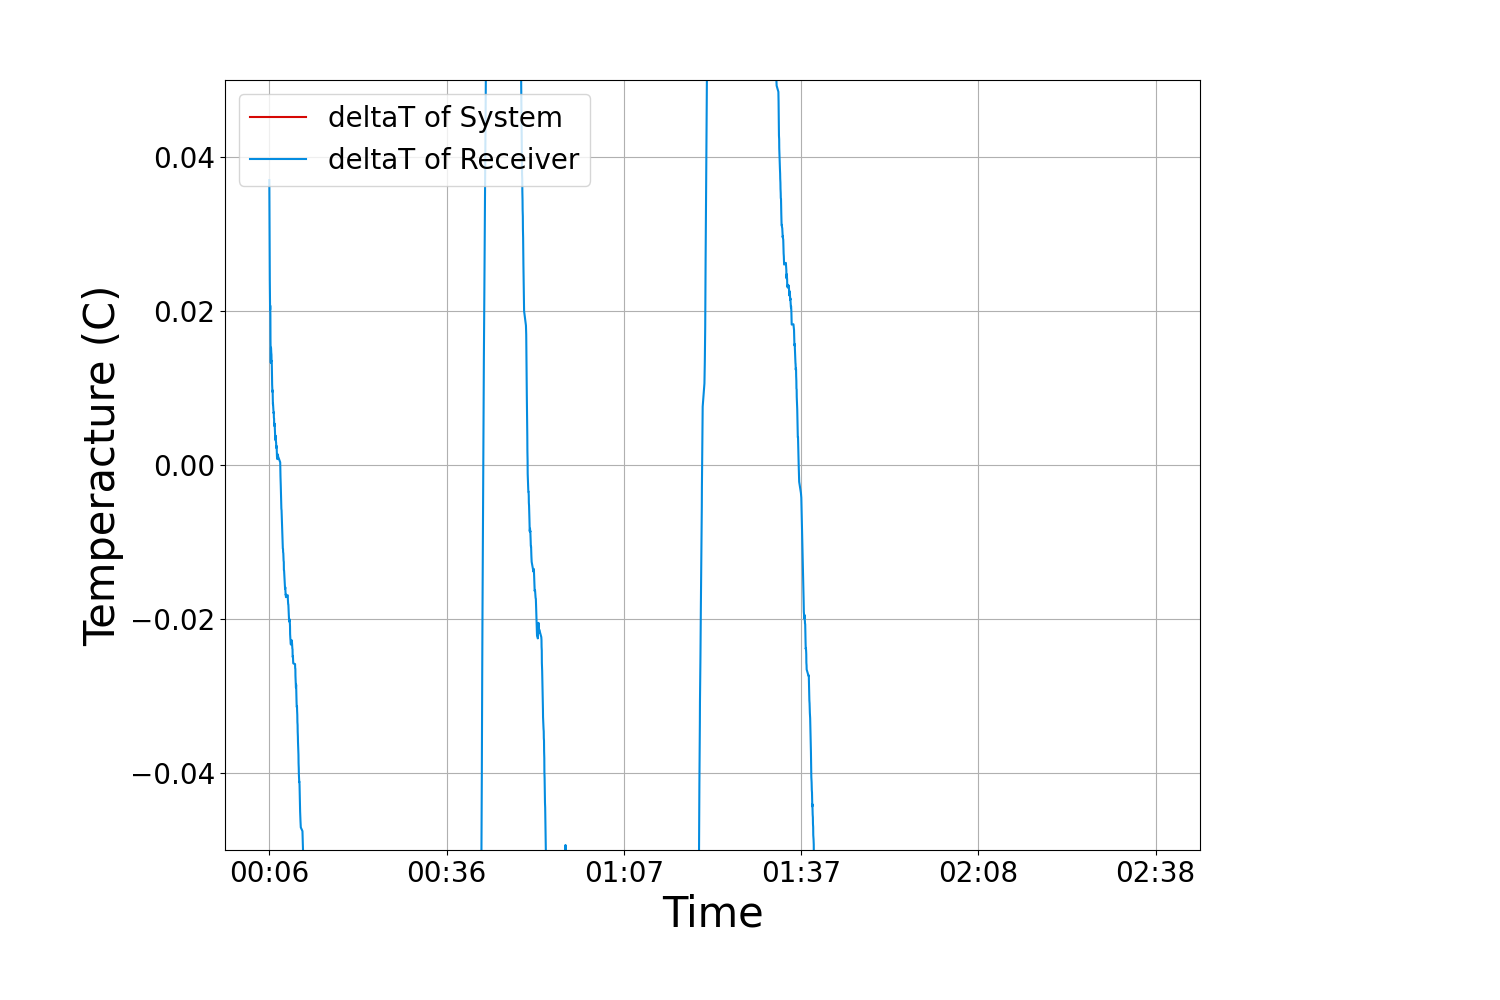 deltaT of System
deltaT of Receiver
0.04
0.02
0.00
−0.02
−0.04
Temperacture (C)
00:06 00:36 01:07 01:37 02:08 02:38
Time